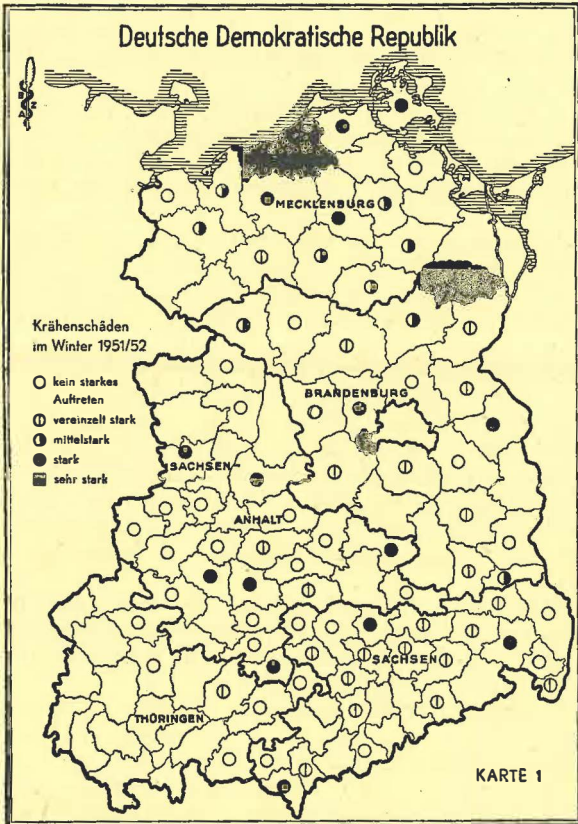 Deutsche Demokratische Republik
MECKLENBURG
Krähenschäden
im Winter 1951/52
kein starkes
Auftreten
vereinzelt stark
mittelstark
stark
sehr stark
BRANDENBURG
SACHSEN-
ANHALT
SACHSEN
THÜRINGEN
KARTE 1